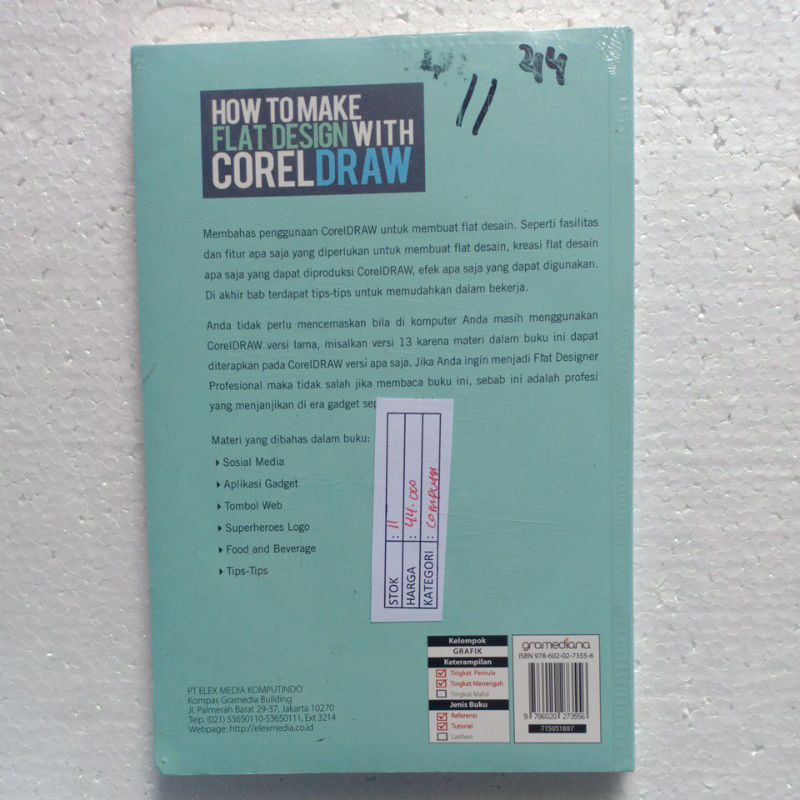 44
11
HOW TO MAKE
FLAT DESIGN WITH
CORELDRAW
Membahas penggunaan CorelDRAW untuk membuat flat desain. Seperti fasilitas
dan fitur apa saja yang diperlukan untuk membuat flat desain, kreasi flat desain
apa saja yang dapat diproduksi CorelDRAW, efek apa saja yang dapat digunakan.
Di akhir bab terdapat tips-tips untuk memudahkan dalam bekerja.
Anda tidak perlu mencemaskan bila di komputer Anda masih menggunakan
CorelDRAW versi lama, misalkan versi 13 karena materi dalam buku ini dapat
diterapkan pada CorelDRAW versi apa saja. Jika Anda ingin menjadi Flat Designer
Profesional maka tidak salah jika membaca buku ini, sebab ini adalah profesi
yang menjanjikan di era gadget
Materi yang dibahas dalam buku:
Sosial Media
Aplikasi Gadget
Tombol Web
Superheroes Logo
Food and Beverage
Tips-Tips
STOK : 11
HARGA : 44.000
KATEGORI :
PT ELEX MEDIA KOMPUTINDO
Kompas Gramedia Building
Jl. Palmerah Barat 29-37, Jakarta 10270
Telp. (021) 53650110-53650111, Ext 3214
Webpage: http://elexmedia.co.id
Kelompok
GRAFIK
Keterampilan
Tingkat Pemula
Tingkat Menengah
Tingkat Mahir
Jenis Buku
Referensi
Tutorial
Latihan
gramediana
ISBN 978-602-02-7355-6
9 786020 273556
715051887